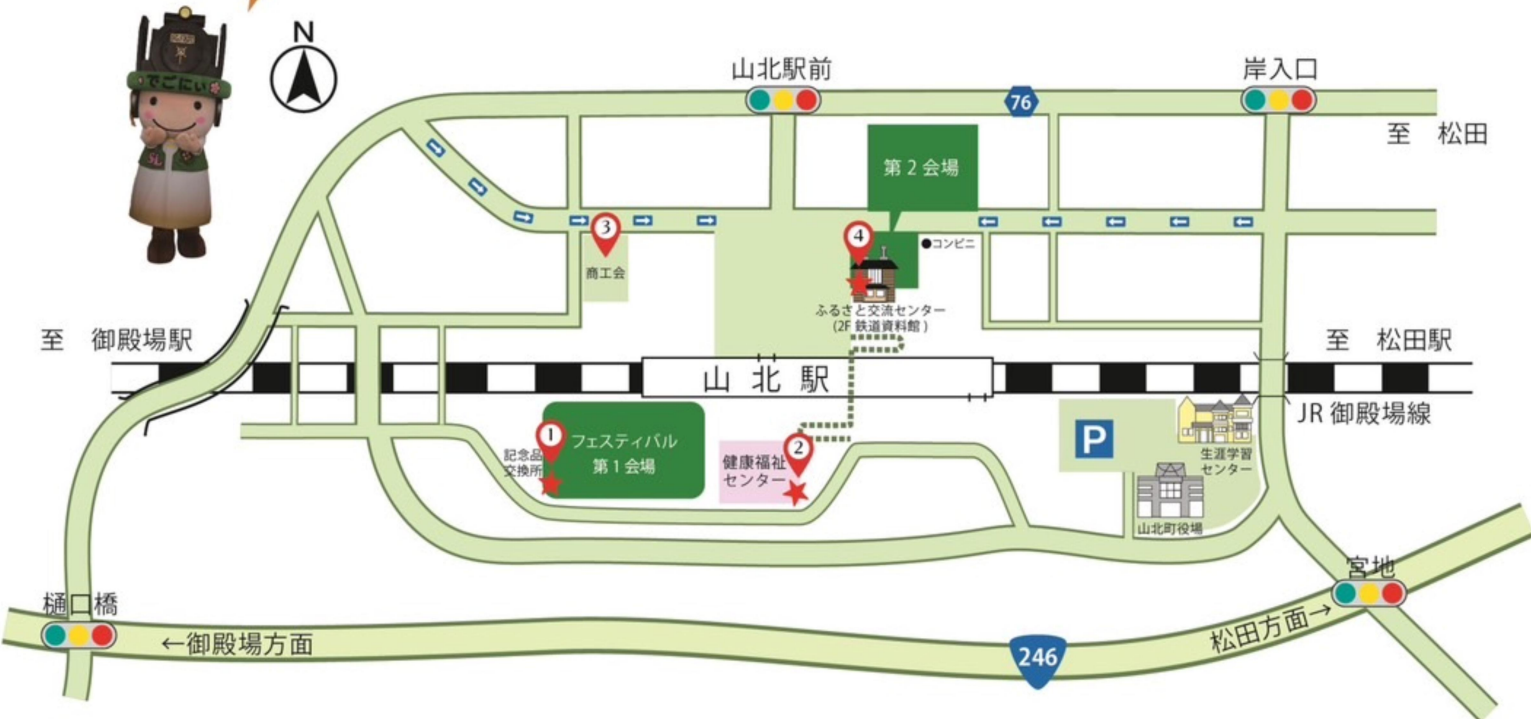 でごにぃ
SL
N
山北駅前
岸入口
76
至 松田
第2会場
3
4
●コンビニ
商工会
ふるさと交流センター
(2F 鉄道資料館)
至 御殿場駅
至 松田駅
山北駅
JR御殿場線
1
フェスティバル
第1会場
記念品
交換所
2
健康福祉
センター
P
生涯学習
センター
山北町役場
宮地
樋口橋
←御殿場方面
松田方面→
246